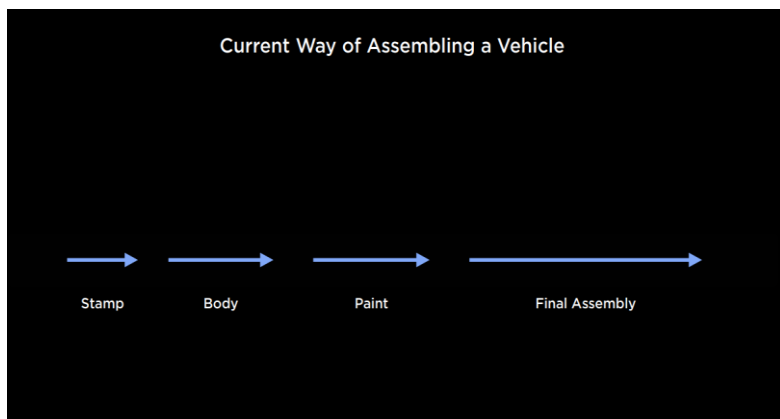 Current Way of Assembling a Vehicle
Stamp
Body
Paint
Final Assembly